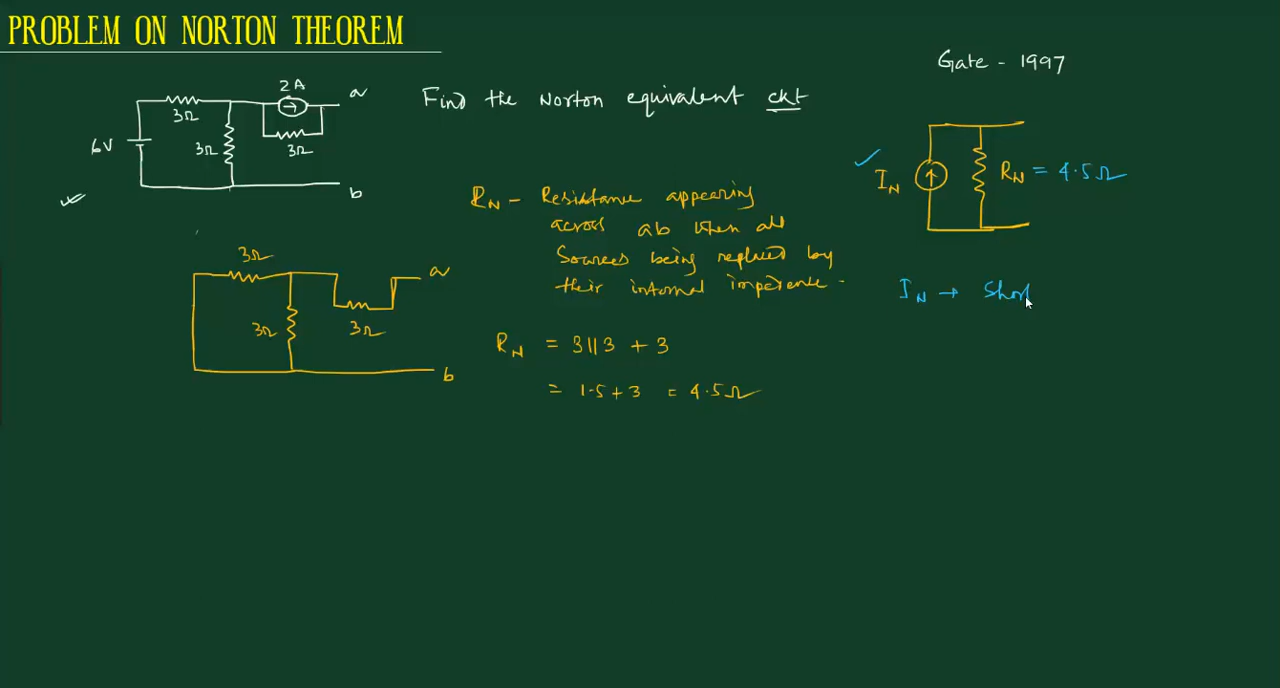 PROBLEM ON NORTON THEOREM
Gate - 1997
Find the Norton equivalent ckt
2A
a
3Ω
6V
3Ω
3Ω
b
I_N
R_N = 4.5Ω
R_N - Resistance appearing
across ab when all
Sources being replaced by
their internal impedence.
3Ω
a
3Ω
3Ω
b
I_N → Shor
R_N = 3||3 + 3
= 1.5 + 3 = 4.5Ω